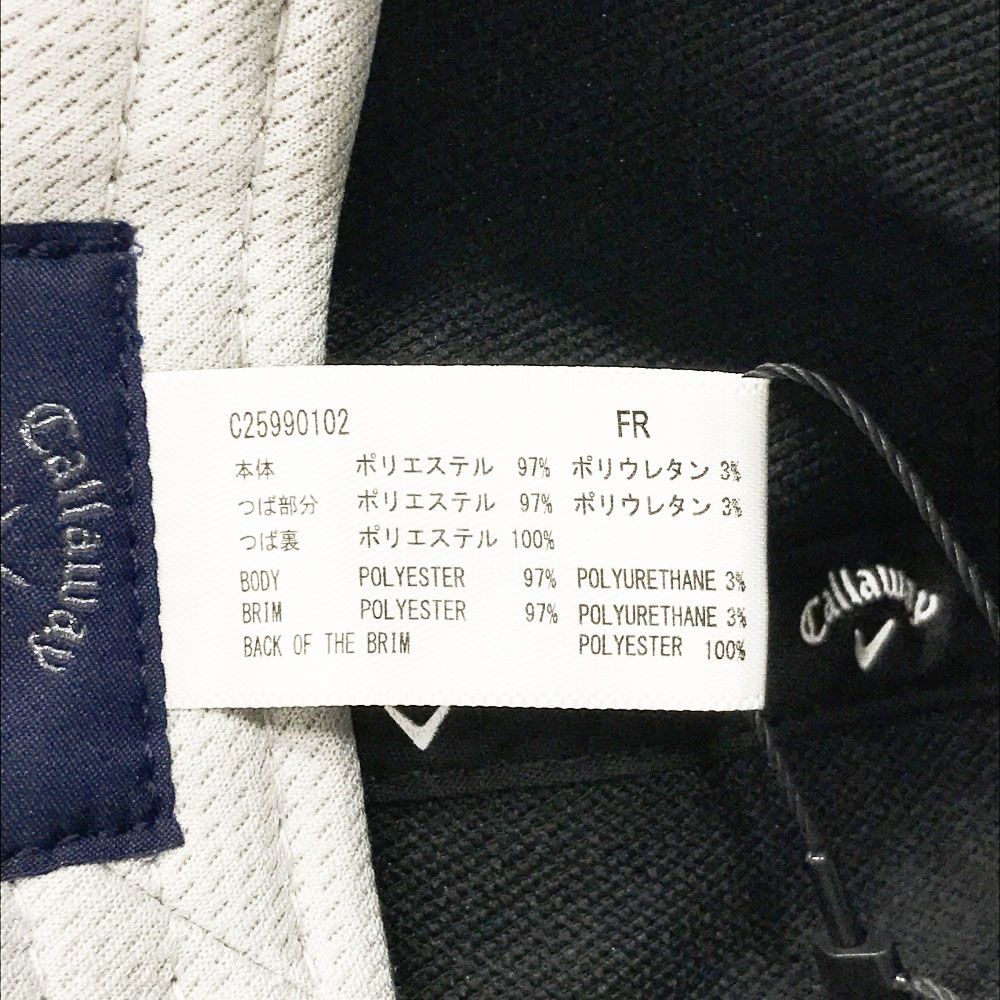 Callaway
C25990102 FR
本体 ポリエステル 97% ポリウレタン 3%
つば部分 ポリエステル 97% ポリウレタン 3%
つば裏 ポリエステル 100%
BODY POLYESTER 97% POLYURETHANE 3%
BRIM POLYESTER 97% POLYURETHANE 3%
BACK OF THE BRIM POLYESTER 100%
Callaway